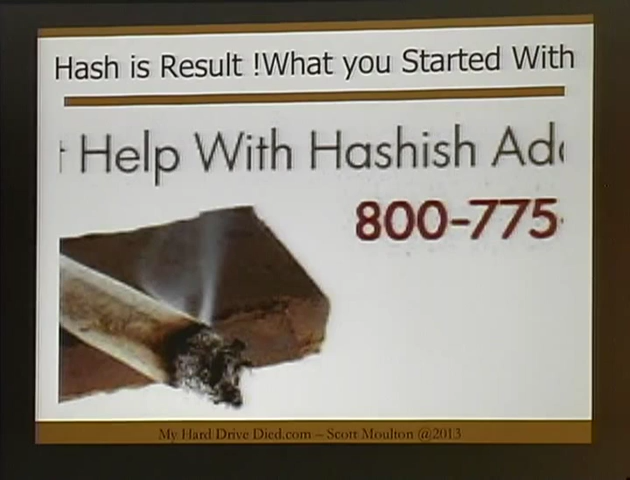 Hash is Result !What you Started With
Help With Hashish
800-775
My Hard Drive Died.com – Scott Moulton @2013